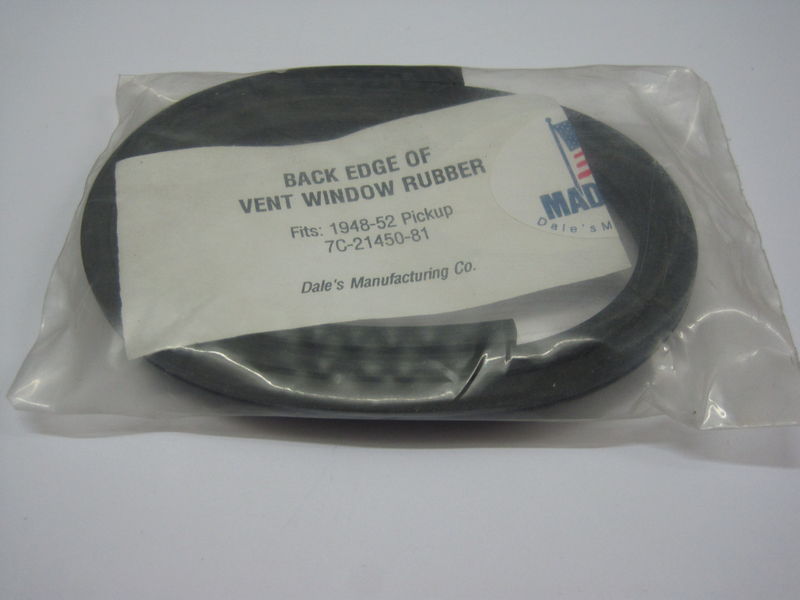 BACK EDGE OF
VENT WINDOW RUBBER
Fits: 1948-52 Pickup
7C-21450-81
Dale's Manufacturing Co.
MAD
Dale's M